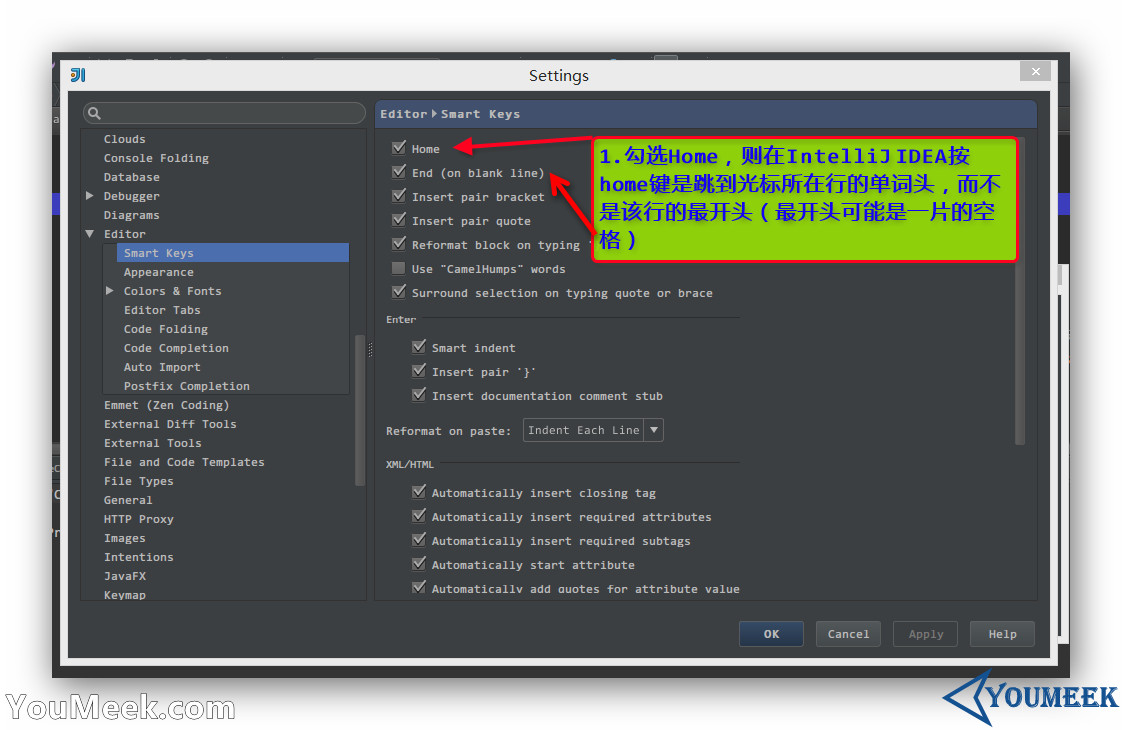 Settings
Clouds
Console Folding
Database
Debugger
Diagrams
Editor
Smart Keys
Appearance
Colors & Fonts
Editor Tabs
Code Folding
Code Completion
Auto Import
Postfix Completion
Emmet (Zen Coding)
External Diff Tools
External Tools
File and Code Templates
File Types
General
HTTP Proxy
Images
Intentions
JavaFX
Keymap
Editor Smart Keys
Home
End (on blank line)
Insert pair bracket
Insert pair quote
Reformat block on typing
Use "CamelHumps" words
Surround selection on typing quote or brace
1.勾选Home，则在IntelliJ IDEA按
home键是跳到光标所在行的单词头，而不
是该行的最开头（最开头可能是一片的空
格）
Enter
Smart indent
Insert pair '}'
Insert documentation comment stub
Reformat on paste: Indent Each Line
XML/HTML
Automatically insert closing tag
Automatically insert required attributes
Automatically insert required subtags
Automatically start attribute
Automatically add quotes for attribute value
OK Cancel Apply Help
YouMeek.com
YOUMEEK